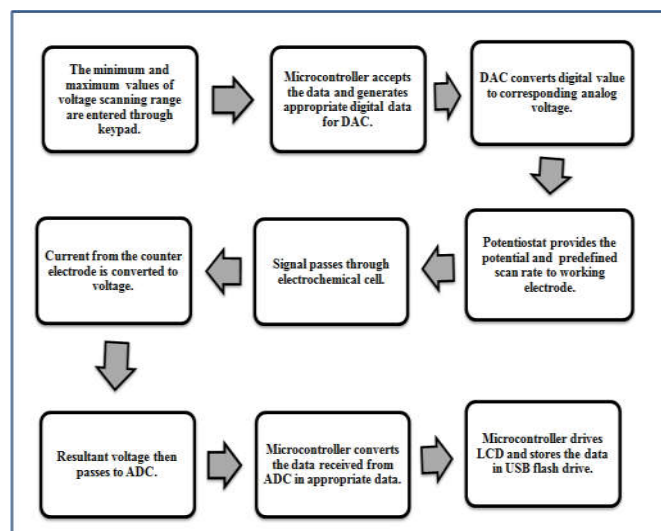 The minimum and
maximum values of
voltage scanning range
are entered through
keypad.
Microcontroller accepts
the data and generates
appropriate digital data
for DAC.
DAC converts digital value
to corresponding analog
voltage.
Potentiostat provides the
potential and predefined
scan rate to working
electrode.
Signal passes through
electrochemical cell.
Current from the counter
electrode is converted to
voltage.
Resultant voltage then
passes to ADC.
Microcontroller converts
the data received from
ADC in appropriate data.
Microcontroller drives
LCD and stores the data
in USB flash drive.